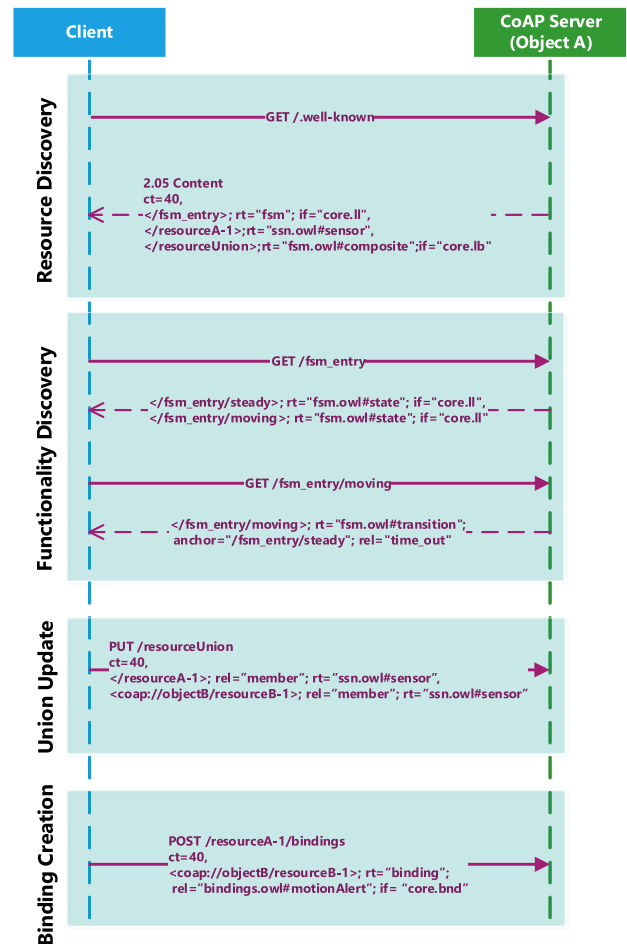 Client
CoAP Server
(Object A)
Resource Discovery
GET /.well-known
2.05 Content
ct=40,
</fsm_entry>; rt="fsm"; if="core.ll",
</resourceA-1>;rt="ssn.owl#sensor",
</resourceUnion>;rt="fsm.owl#composite";if="core.lb"
Functionality Discovery
GET /fsm_entry
</fsm_entry/steady>; rt="fsm.owl#state"; if="core.ll",
</fsm_entry/moving>; rt="fsm.owl#state"; if="core.ll"
GET /fsm_entry/moving
</fsm_entry/moving>; rt="fsm.owl#transition";
anchor="/fsm_entry/steady"; rel="time_out"
Union Update
PUT /resourceUnion
ct=40,
</resourceA-1>; rel=”member”; rt=”ssn.owl#sensor”,
<coap://objectB/resourceB-1>; rel=”member”; rt=”ssn.owl#sensor”
Binding Creation
POST /resourceA-1/bindings
ct=40,
<coap://objectB/resourceB-1>; rt=”binding”;
rel=”bindings.owl#motionAlert”; if= “core.bnd”